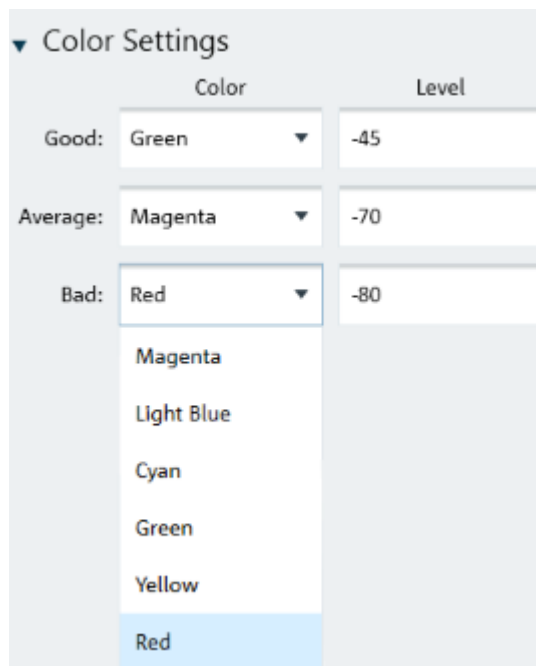 Color Settings
Color Level
Good: Green -45
Average: Magenta -70
Bad: Red -80
Magenta
Light Blue
Cyan
Green
Yellow
Red